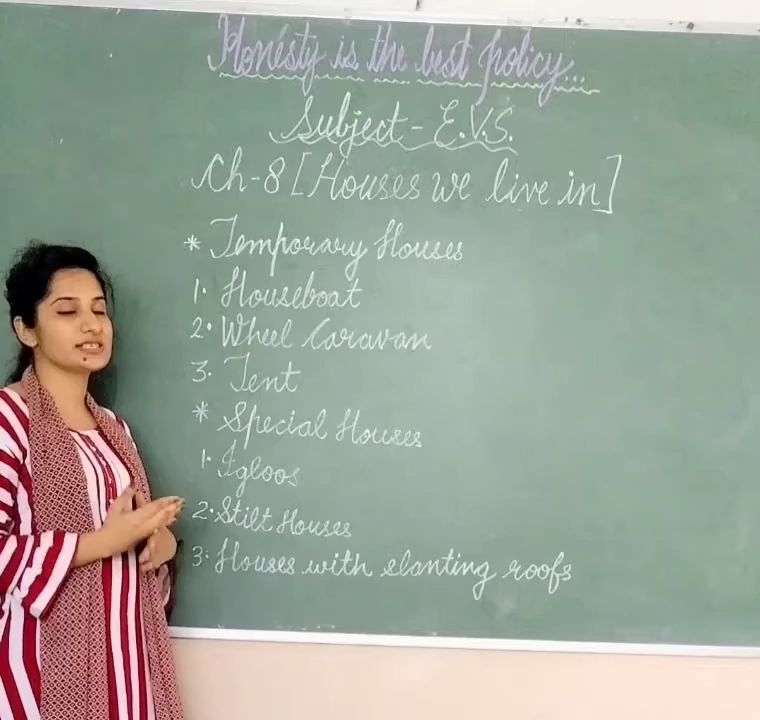 Honesty is the best policy...
Subject - E.V.S.
Ch-8 [Houses we live in]
* Temporary Houses
1. Houseboat
2. Wheel Caravan
3. Tent
* Special Houses
1. Igloos
2. Stilt Houses
3. Houses with slanting roofs